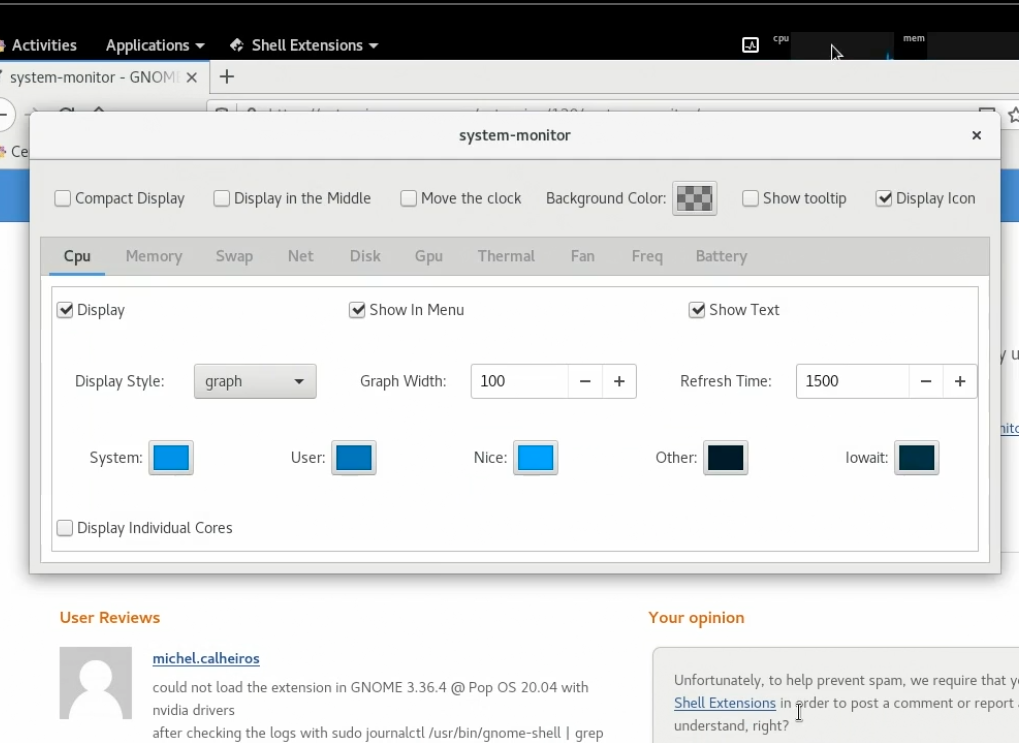 Activities Applications Shell Extensions cpu mem
system-monitor - GNOM
system-monitor
Ce
Compact Display Display in the Middle Move the clock Background Color: Show tooltip Display Icon
Cpu Memory Swap Net Disk Gpu Thermal Fan Freq Battery
Display Show In Menu Show Text
Display Style: graph Graph Width: 100 − + Refresh Time: 1500 − +
System: User: Nice: Other: Iowait:
Display Individual Cores
User Reviews Your opinion
michel.calheiros
could not load the extension in GNOME 3.36.4 @ Pop OS 20.04 with
nvidia drivers
after checking the logs with sudo journalctl /usr/bin/gnome-shell | grep
Unfortunately, to help prevent spam, we require that
Shell Extensions in order to post a comment or report
understand, right?